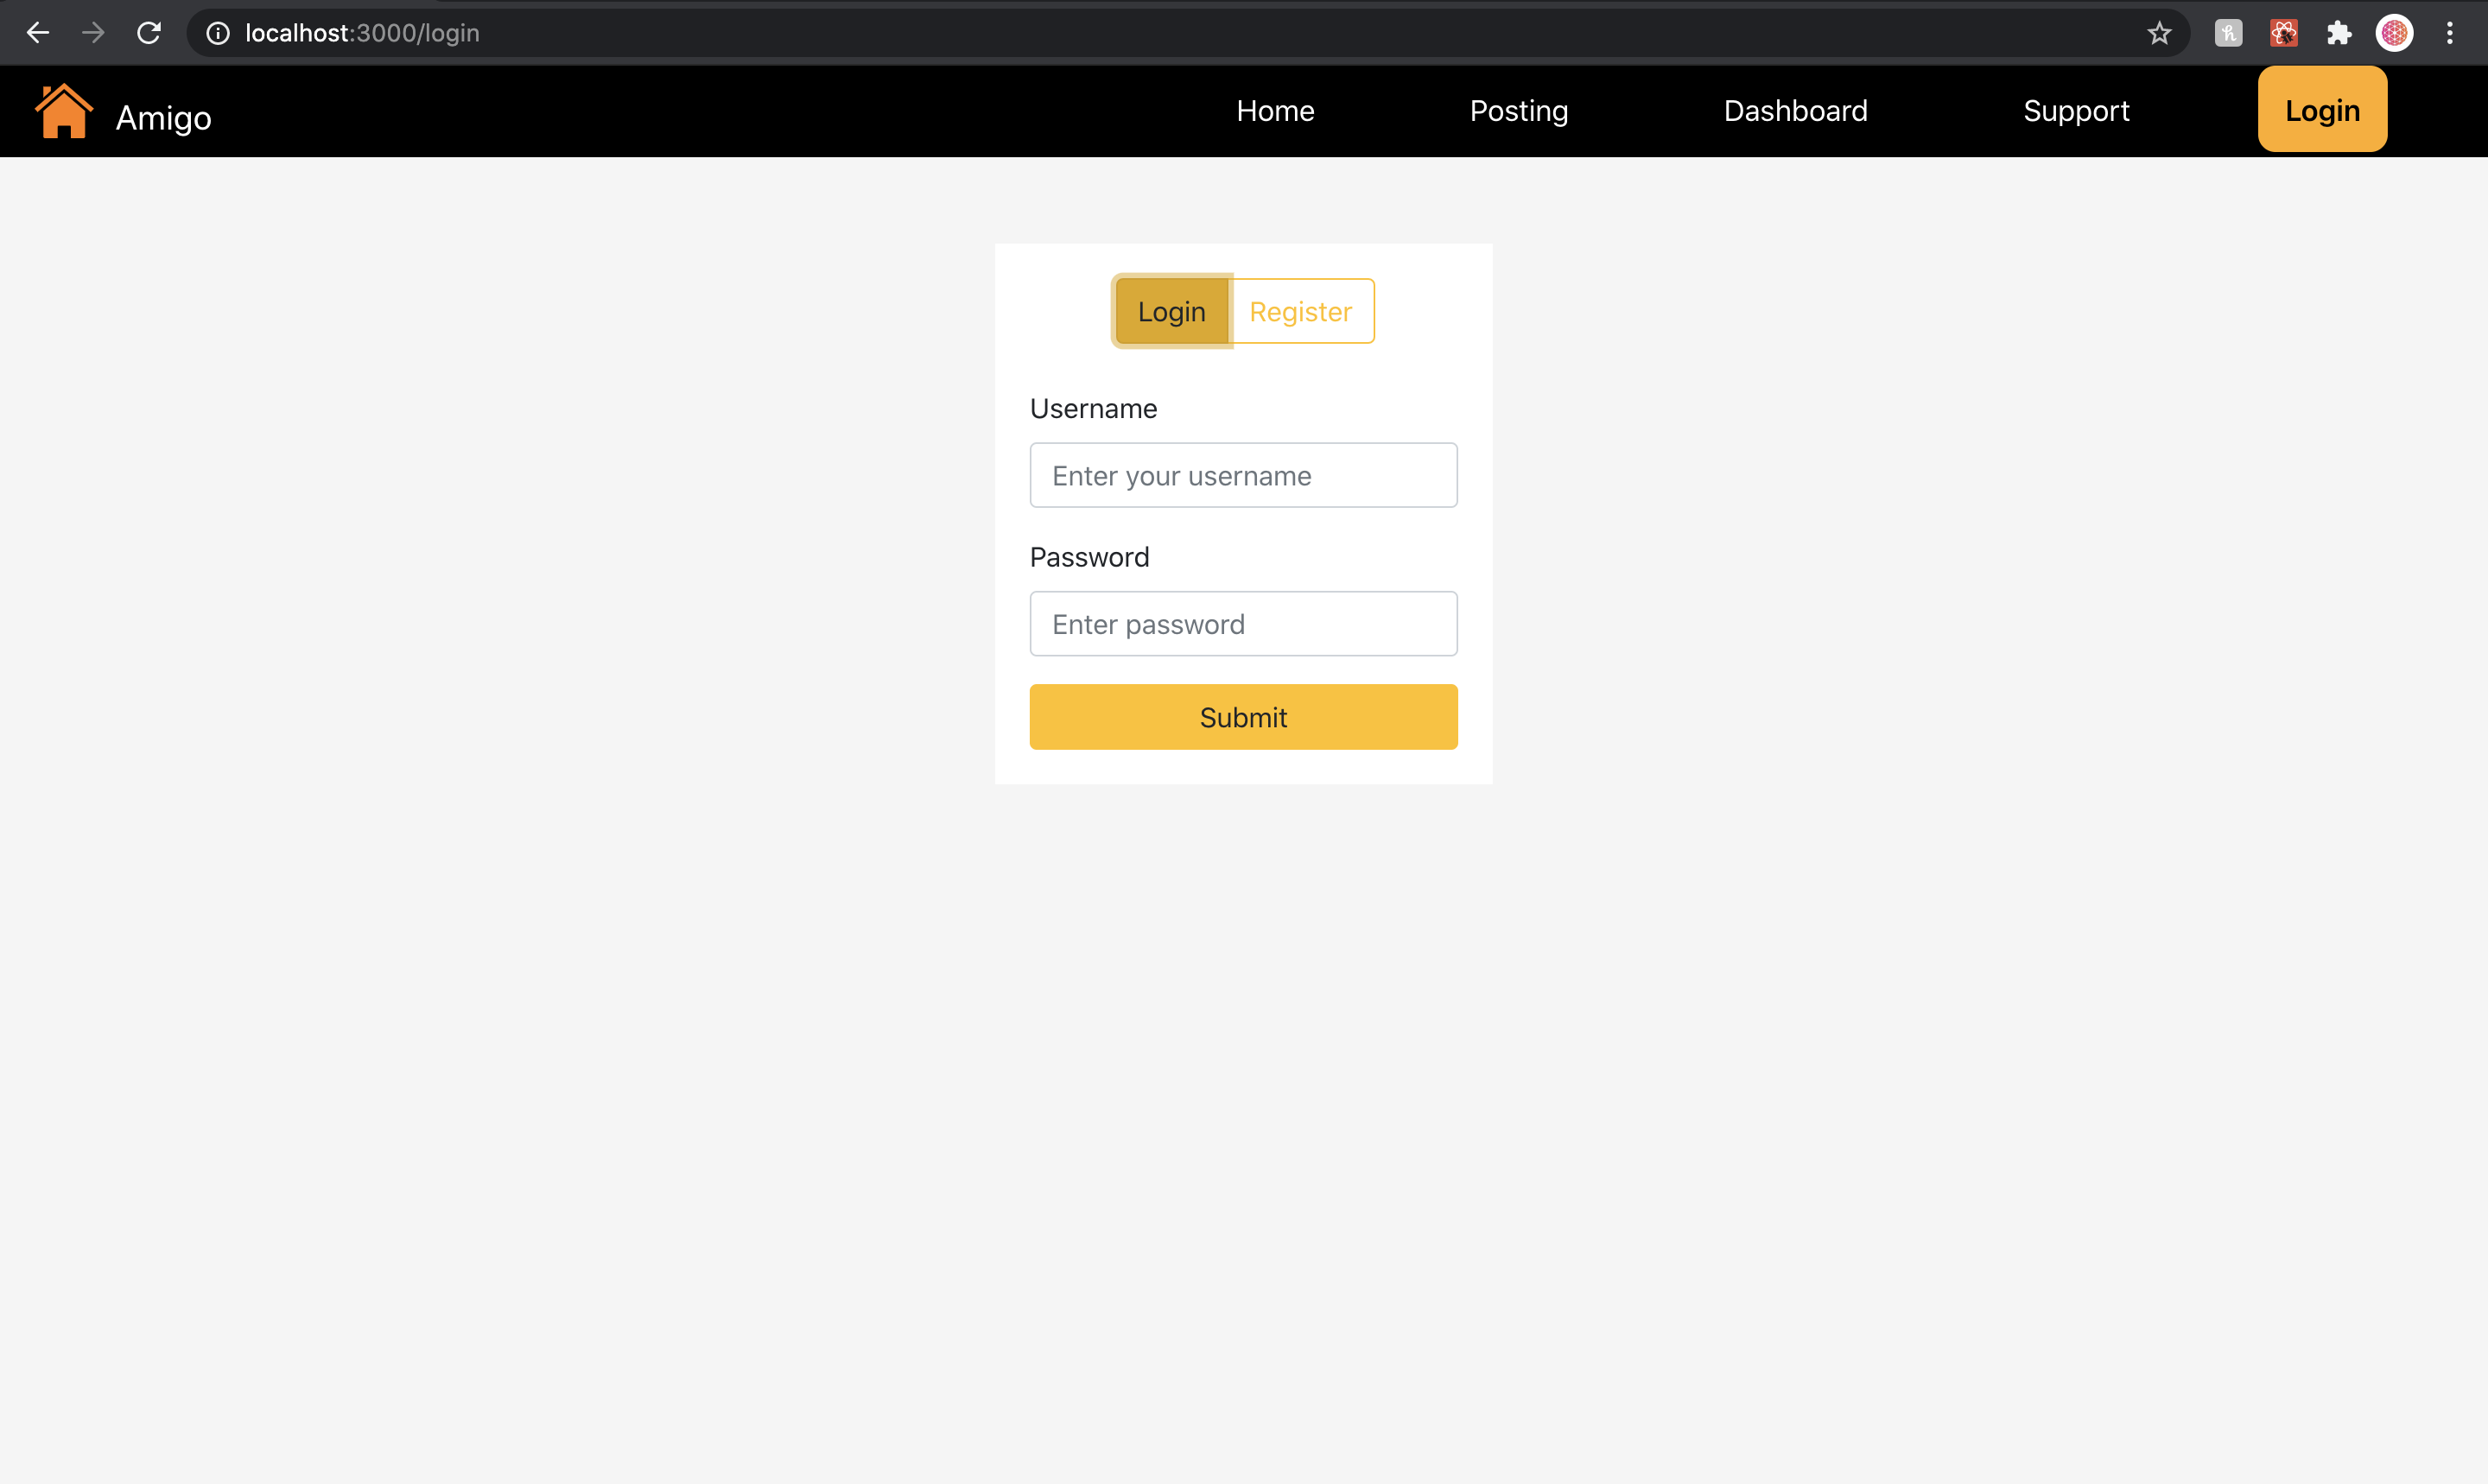 localhost:3000/login
Amigo
Home
Posting
Dashboard
Support
Login
Login
Register
Username
Enter your username
Password
Enter password
Submit